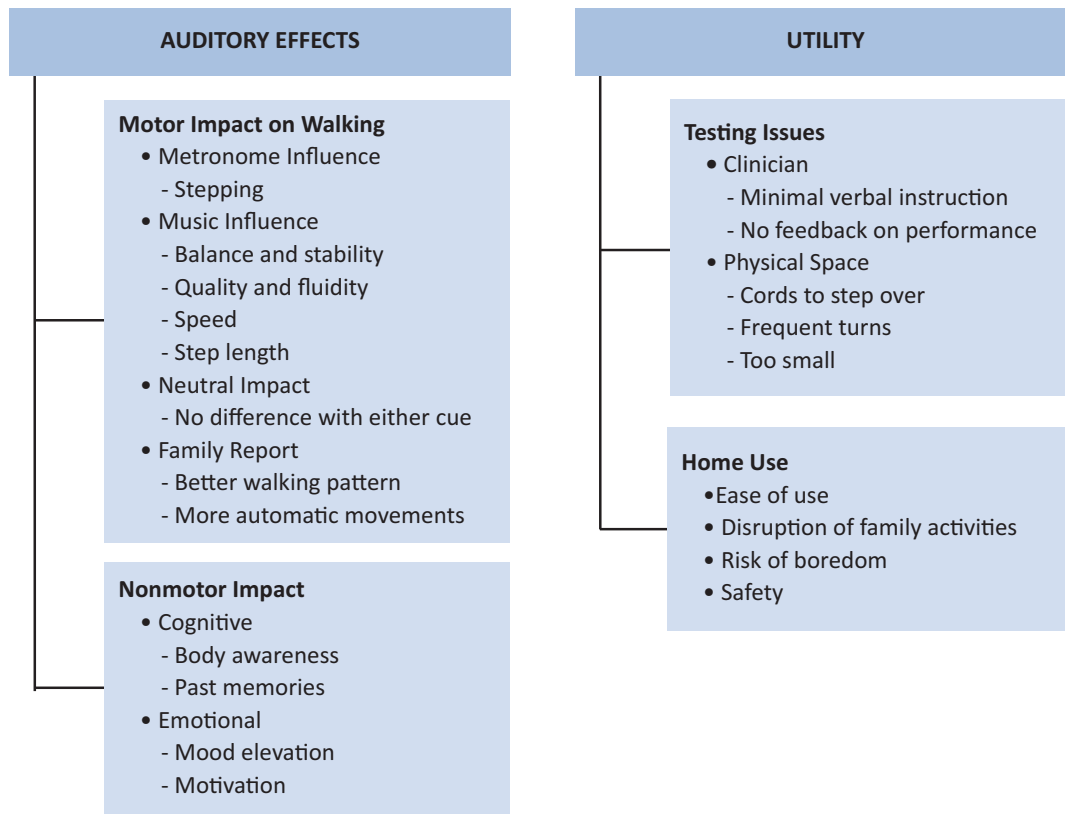 AUDITORY EFFECTS
Motor Impact on Walking
• Metronome Influence
- Stepping
• Music Influence
- Balance and stability
- Quality and fluidity
- Speed
- Step length
• Neutral Impact
- No difference with either cue
• Family Report
- Better walking pattern
- More automatic movements
Nonmotor Impact
• Cognitive
- Body awareness
- Past memories
• Emotional
- Mood elevation
- Motivation
UTILITY
Testing Issues
• Clinician
- Minimal verbal instruction
- No feedback on performance
• Physical Space
- Cords to step over
- Frequent turns
- Too small
Home Use
•Ease of use
• Disruption of family activities
• Risk of boredom
• Safety